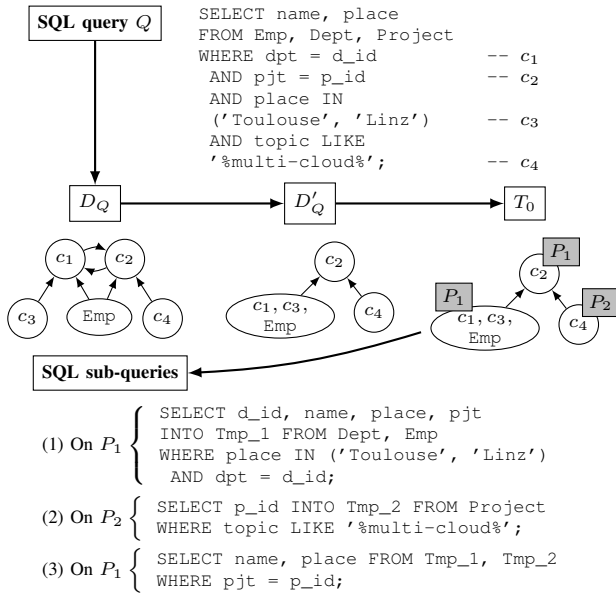 SQL query Q
SELECT name, place
FROM Emp, Dept, Project
WHERE dpt = d_id -- c₁
AND pjt = p_id -- c₂
AND place IN
('Toulouse', 'Linz') -- c₃
AND topic LIKE
'%multi-cloud%'; -- c₄
D_Q
D'_Q
T₀
c₁
c₂
c₃
Emp
c₄
c₂
c₁, c₃,
Emp
c₄
P₁
c₂
P₁
c₁, c₃,
Emp
P₂
c₄
SQL sub-queries
(1) On P₁
SELECT d_id, name, place, pjt
INTO Tmp_1 FROM Dept, Emp
WHERE place IN ('Toulouse', 'Linz')
AND dpt = d_id;
(2) On P₂
SELECT p_id INTO Tmp_2 FROM Project
WHERE topic LIKE '%multi-cloud%';
(3) On P₁
SELECT name, place FROM Tmp_1, Tmp_2
WHERE pjt = p_id;